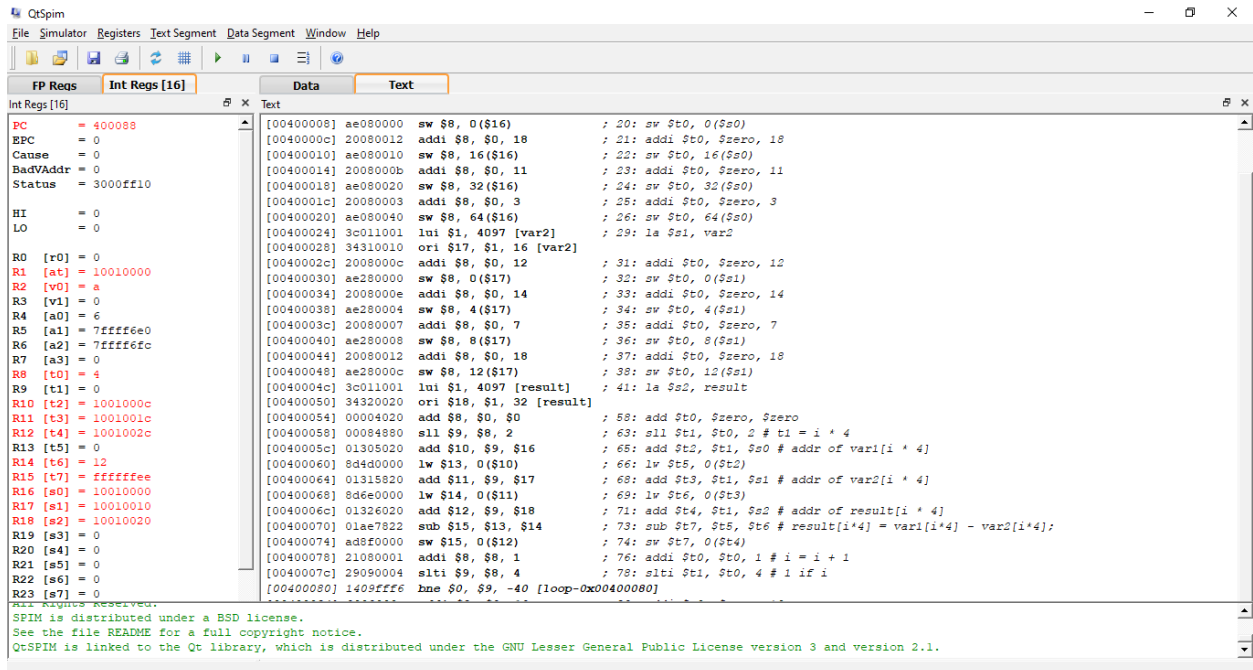 QtSpim
File Simulator Registers Text Segment Data Segment Window Help
FP Regs Int Regs [16] Data Text
Int Regs [16]
Text
PC = 400088
EPC = 0
Cause = 0
BadVAddr = 0
Status = 3000ff10
HI = 0
LO = 0
R0 [r0] = 0
R1 [at] = 10010000
R2 [v0] = a
R3 [v1] = 0
R4 [a0] = 6
R5 [a1] = 7ffff6e0
R6 [a2] = 7ffff6fc
R7 [a3] = 0
R8 [t0] = 4
R9 [t1] = 0
R10 [t2] = 1001000c
R11 [t3] = 1001001c
R12 [t4] = 1001002c
R13 [t5] = 0
R14 [t6] = 12
R15 [t7] = ffffffee
R16 [s0] = 10010000
R17 [s1] = 10010010
R18 [s2] = 10010020
R19 [s3] = 0
R20 [s4] = 0
R21 [s5] = 0
R22 [s6] = 0
R23 [s7] = 0
[00400008] ae080000 sw $8, 0($16) ; 20: sw $t0, 0($s0)
[0040000c] 20080012 addi $8, $0, 18 ; 21: addi $t0, $zero, 18
[00400010] ae080010 sw $8, 16($16) ; 22: sw $t0, 16($s0)
[00400014] 2008000b addi $8, $0, 11 ; 23: addi $t0, $zero, 11
[00400018] ae080020 sw $8, 32($16) ; 24: sw $t0, 32($s0)
[0040001c] 20080003 addi $8, $0, 3 ; 25: addi $t0, $zero, 3
[00400020] ae080040 sw $8, 64($16) ; 26: sw $t0, 64($s0)
[00400024] 3c011001 lui $1, 4097 [var2] ; 29: la $s1, var2
[00400028] 34310010 ori $17, $1, 16 [var2]
[0040002c] 2008000c addi $8, $0, 12 ; 31: addi $t0, $zero, 12
[00400030] ae280000 sw $8, 0($17) ; 32: sw $t0, 0($s1)
[00400034] 2008000e addi $8, $0, 14 ; 33: addi $t0, $zero, 14
[00400038] ae280004 sw $8, 4($17) ; 34: sw $t0, 4($s1)
[0040003c] 20080007 addi $8, $0, 7 ; 35: addi $t0, $zero, 7
[00400040] ae280008 sw $8, 8($17) ; 36: sw $t0, 8($s1)
[00400044] 20080012 addi $8, $0, 18 ; 37: addi $t0, $zero, 18
[00400048] ae28000c sw $8, 12($17) ; 38: sw $t0, 12($s1)
[0040004c] 3c011001 lui $1, 4097 [result] ; 41: la $s2, result
[00400050] 34320020 ori $18, $1, 32 [result]
[00400054] 00004020 add $8, $0, $0 ; 58: add $t0, $zero, $zero
[00400058] 00084880 sll $9, $8, 2 ; 63: sll $t1, $t0, 2 # t1 = i * 4
[0040005c] 01305020 add $10, $9, $16 ; 65: add $t2, $t1, $s0 # addr of var1[i * 4]
[00400060] 8d4d0000 lw $13, 0($10) ; 66: lw $t5, 0($t2)
[00400064] 01315820 add $11, $9, $17 ; 68: add $t3, $t1, $s1 # addr of var2[i * 4]
[00400068] 8d6e0000 lw $14, 0($11) ; 69: lw $t6, 0($t3)
[0040006c] 01326020 add $12, $9, $18 ; 71: add $t4, $t1, $s2 # addr of result[i * 4]
[00400070] 01ae7822 sub $15, $13, $14 ; 73: sub $t7, $t5, $t6 # result[i*4] = var1[i*4] - var2[i*4];
[00400074] ad8f0000 sw $15, 0($12) ; 74: sw $t7, 0($t4)
[00400078] 21080001 addi $8, $8, 1 ; 76: addi $t0, $t0, 1 # i = i + 1
[0040007c] 29090004 slti $9, $8, 4 ; 78: slti $t1, $t0, 4 # 1 if i
[00400080] 1409fff6 bne $0, $9, -40 [loop-0x00400080]
All Rights Reserved.
SPIM is distributed under a BSD license.
See the file README for a full copyright notice.
QtSPIM is linked to the Qt library, which is distributed under the GNU Lesser General Public License version 3 and version 2.1.